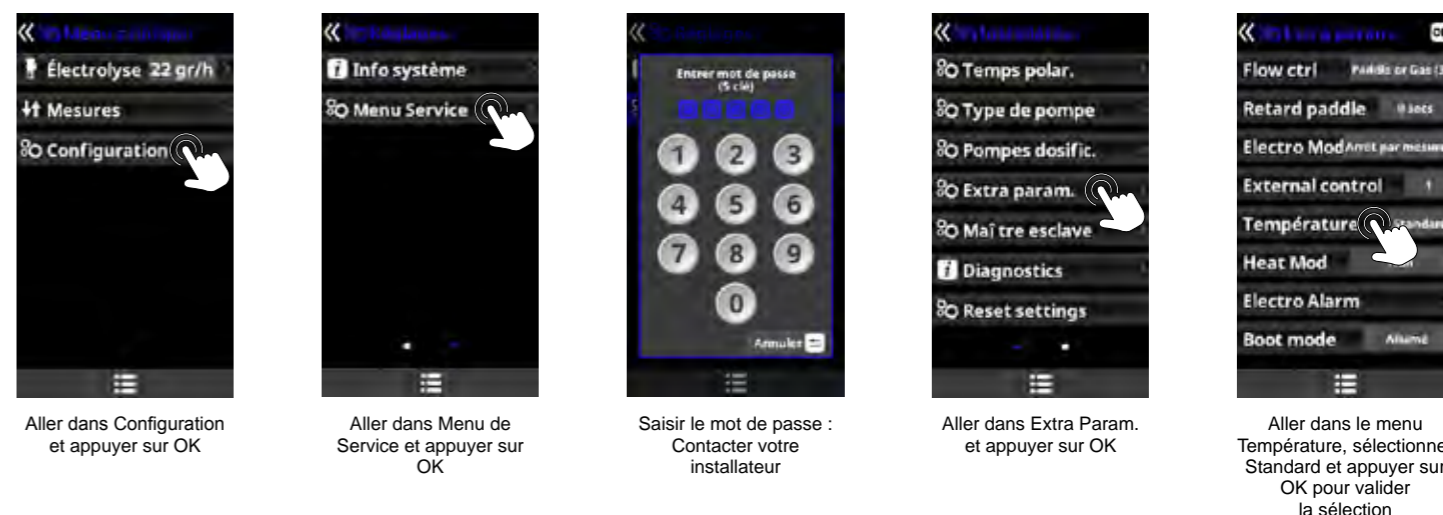 Électrolyse 22 gr/h
Mesures
Configuration
Aller dans Configuration
et appuyer sur OK
Info système
Menu Service
Aller dans Menu de
Service et appuyer sur
OK
Entrer mot de passe
(5 clé)
1 2 3
4 5 6
7 8 9
0
Annuler
Saisir le mot de passe :
Contacter votre
installateur
Temps polar.
Type de pompe
Pompes dosific.
Extra param.
Maître esclave
Diagnostics
Reset settings
Aller dans Extra Param.
et appuyer sur OK
Flow ctrl Paddle or Gas
Retard paddle 0 secs
Electro Mod Arrêt par mesure
External control 1
Température Standard
Heat Mod
Electro Alarm
Boot mode Allumé
Aller dans le menu
Température, sélectionne
Standard et appuyer sur
OK pour valider
la sélection